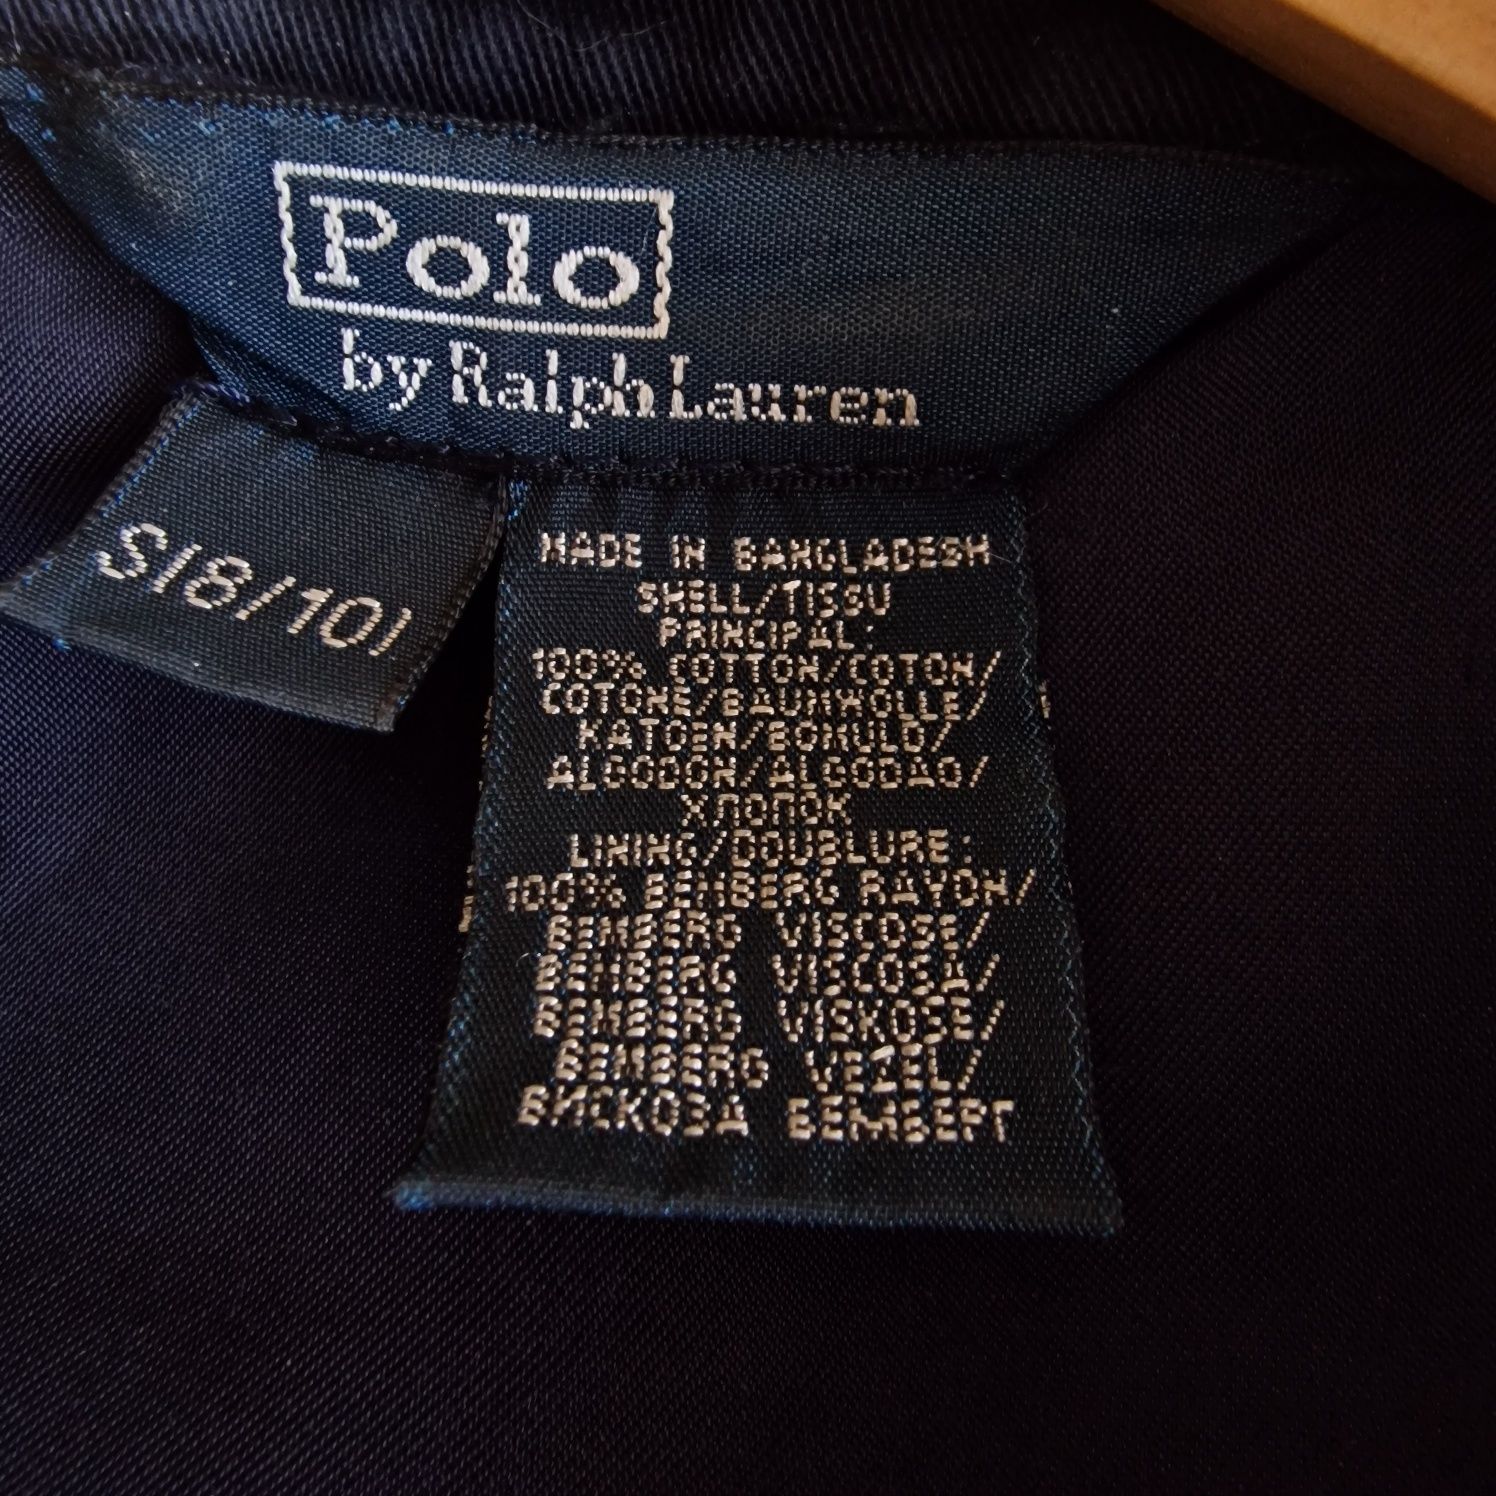 Polo
by Ralph Lauren
S(8/10)
MADE IN BANGLADESH
SHELL/TISSU
PRINCIPAL:
100% COTTON/COTON/
COTONE/BAUMWOLLE/
KATOEN/BOMULD/
ALGODON/ALGODAO/
ХЛОПОК
LINING/DOUBLURE:
100% BEMBERG RAYON/
BEMBERG VISCOSE/
BEMBERG VISCOSA/
BEMBERG VISKOSE/
BEMBERG VEZEL/
ВИСКОЗА БЕМБЕРГ